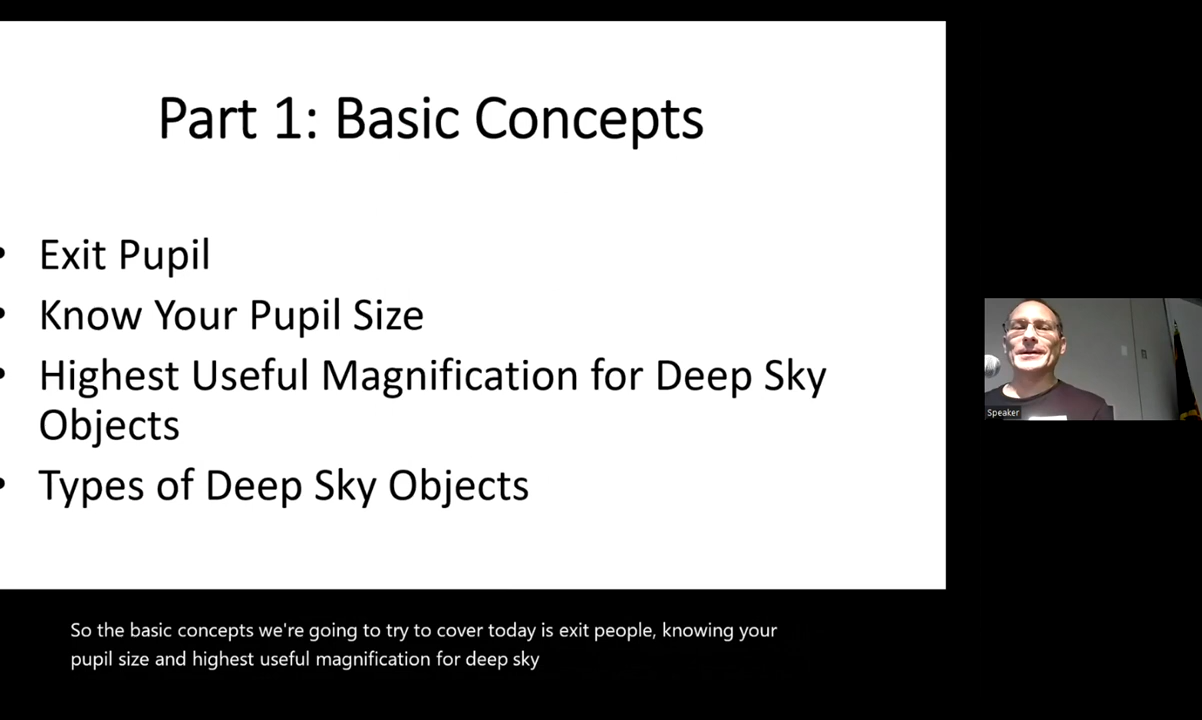 Part 1: Basic Concepts
• Exit Pupil
• Know Your Pupil Size
• Highest Useful Magnification for Deep Sky
Objects
• Types of Deep Sky Objects
Speaker
So the basic concepts we're going to try to cover today is exit people, knowing your
pupil size and highest useful magnification for deep sky